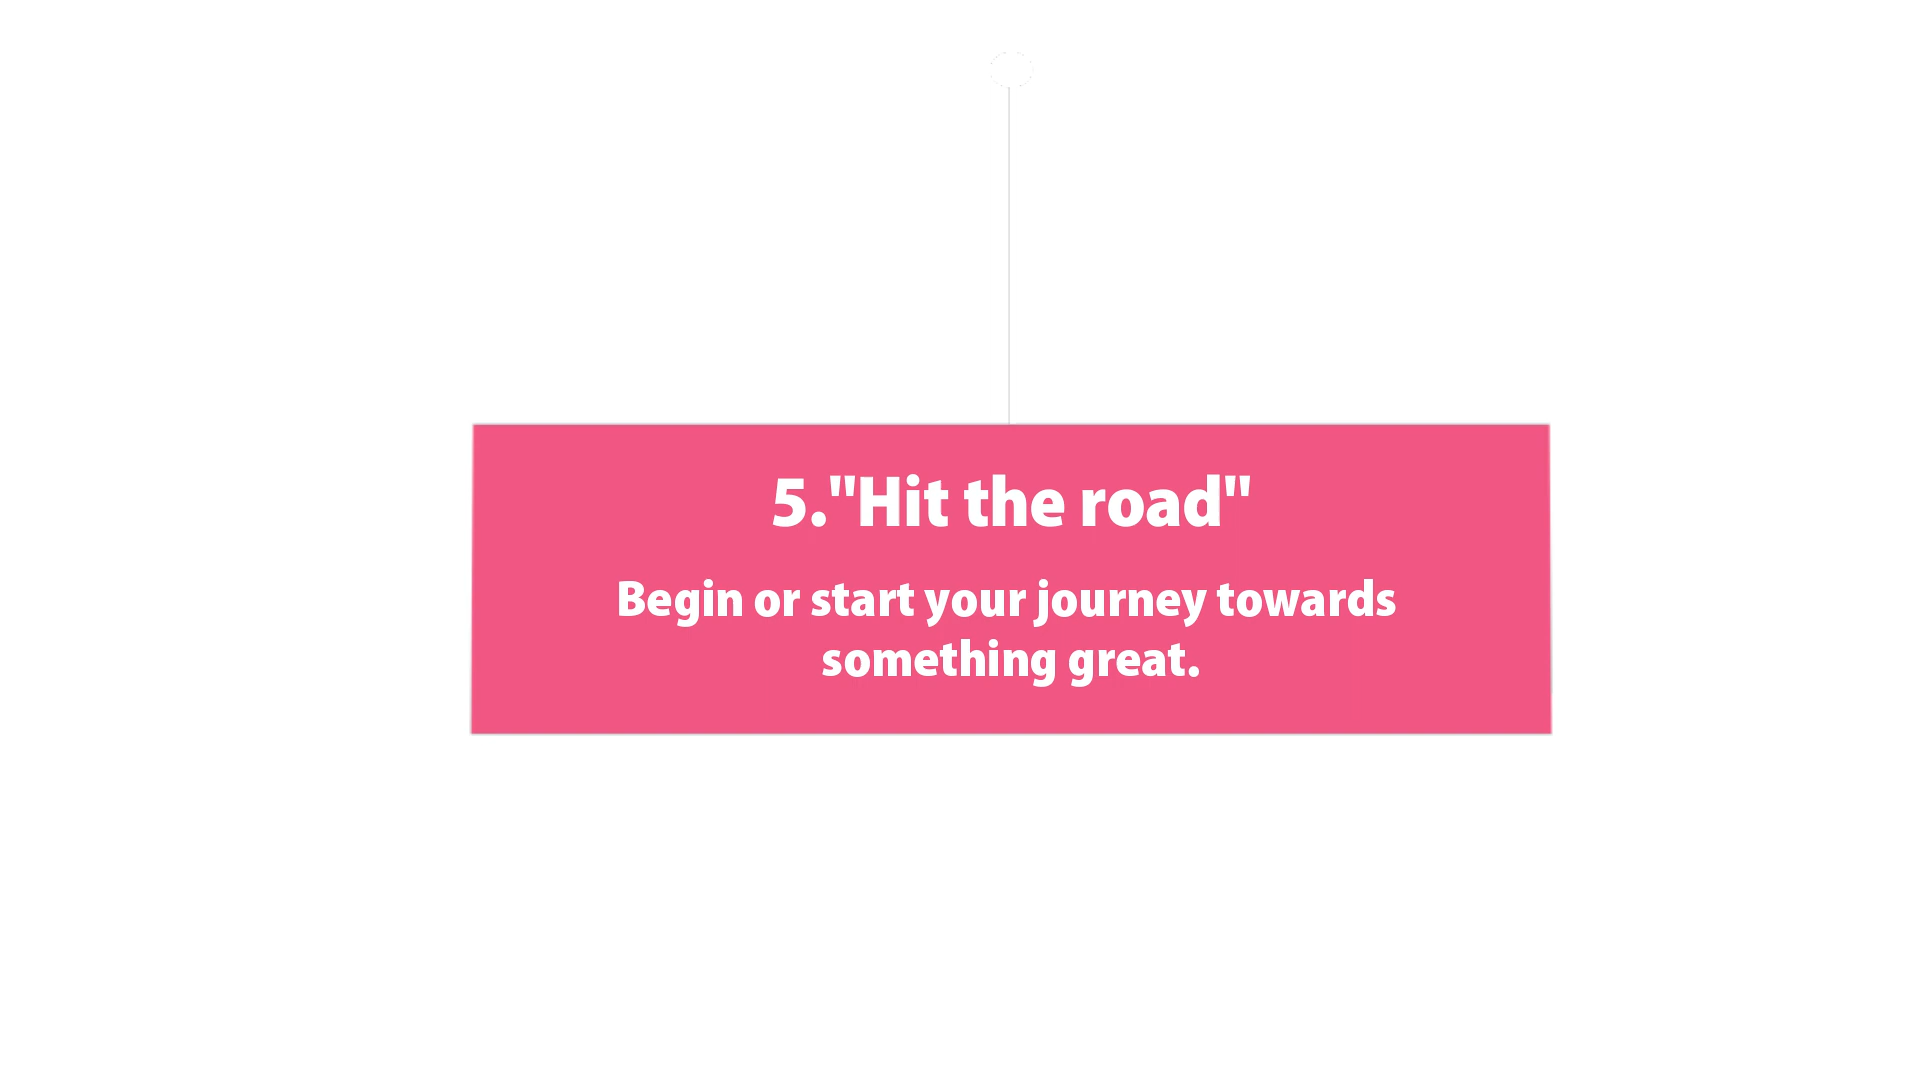 5."Hit the road"
Begin or start your journey towards
something great.